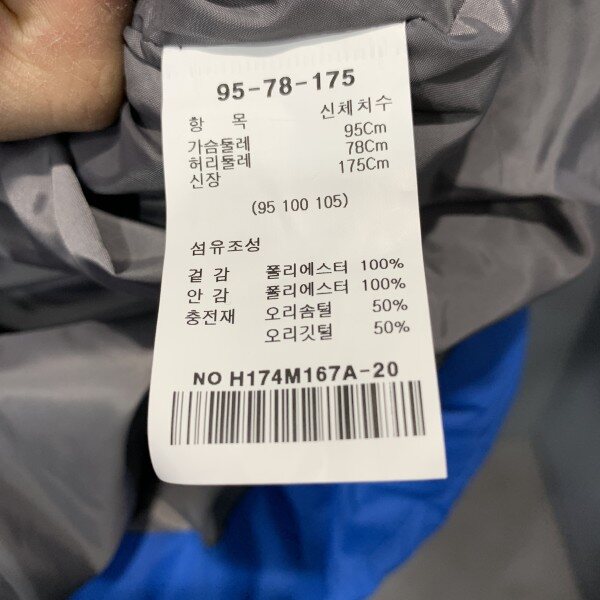 95-78-175
항 목 신체치수
가슴둘레 95Cm
허리둘레 78Cm
신장 175Cm
(95 100 105)
섬유조성
겉 감 폴리에스터 100%
안 감 폴리에스터 100%
충전재 오리솜털 50%
오리깃털 50%
NO H174M167A-20